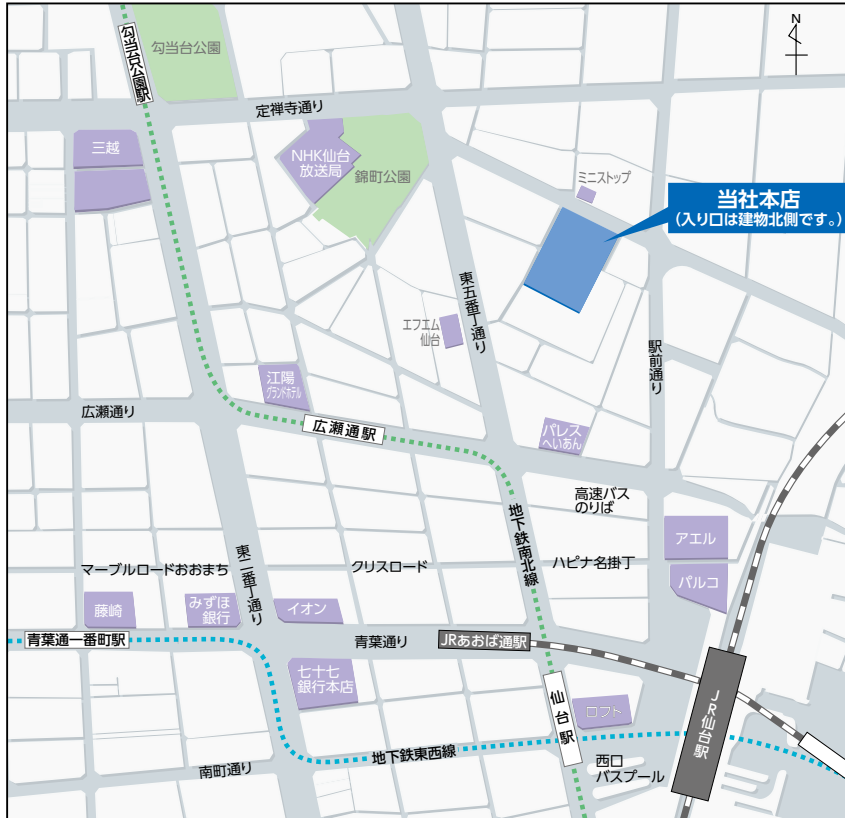 N
勾当台公園
勾当台公園駅
定禅寺通り
三越
NHK仙台
放送局
錦町公園
ミニストップ
当社本店
(入り口は建物北側です。)
東五番丁通り
エフエム
仙台
駅前通り
江陽
グランドホテル
広瀬通り
広瀬通駅
パレス
へいあん
高速バス
のりば
地下鉄南北線
アエル
東二番丁通り
マーブルロードおおまち
クリスロード
ハピナ名掛丁
パルコ
藤崎
みずほ
銀行
イオン
青葉通一番町駅
青葉通り
JRあおば通駅
七十七
銀行本店
仙台駅
ロフト
JR仙台駅
地下鉄東西線
西口
バスプール
南町通り